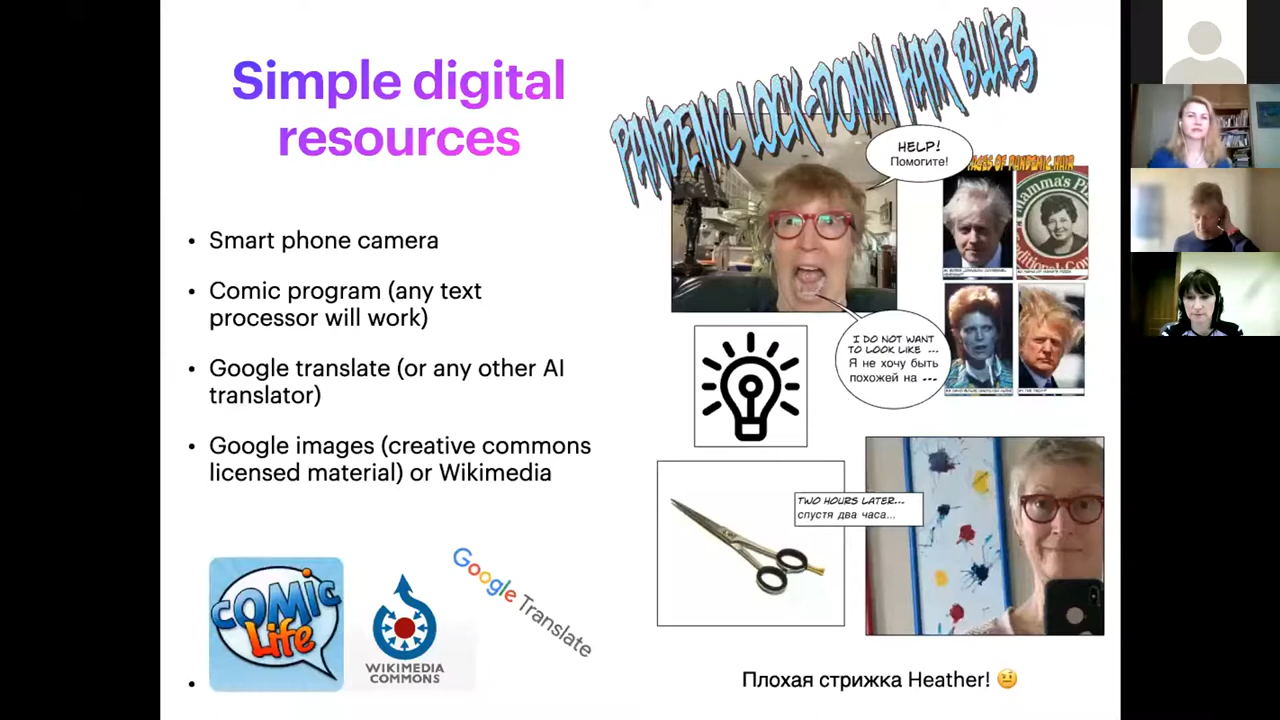 Simple digital
resources
• Smart phone camera
• Comic program (any text
processor will work)
• Google translate (or any other AI
translator)
• Google images (creative commons
licensed material) or Wikimedia
•
COMIC
Life
WIKIMEDIA
COMMONS
Google Translate
PANDEMIC LOCK-DOWN HAIR BLUES
HELP!
Помогите!
OF PANDEMIC HAIR
I DO NOT WANT
TO LOOK LIKE ...
Я не хочу быть
похожей на ...
TWO HOURS LATER...
спустя два часа...
Плохая стрижка Heather! 🤨